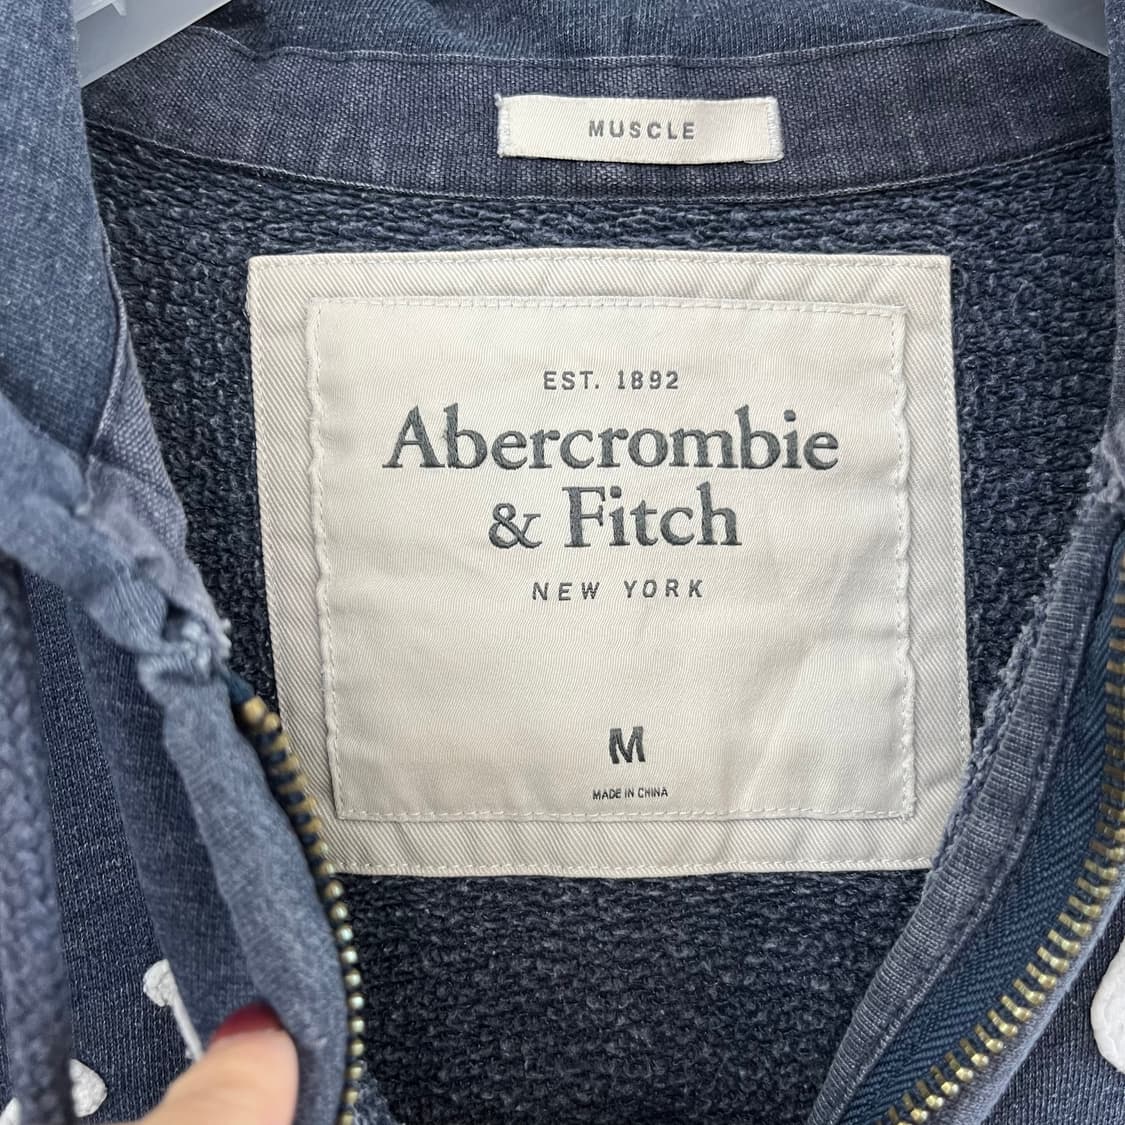 MUSCLE
EST. 1892
Abercrombie
& Fitch
NEW YORK
M
MADE IN CHINA